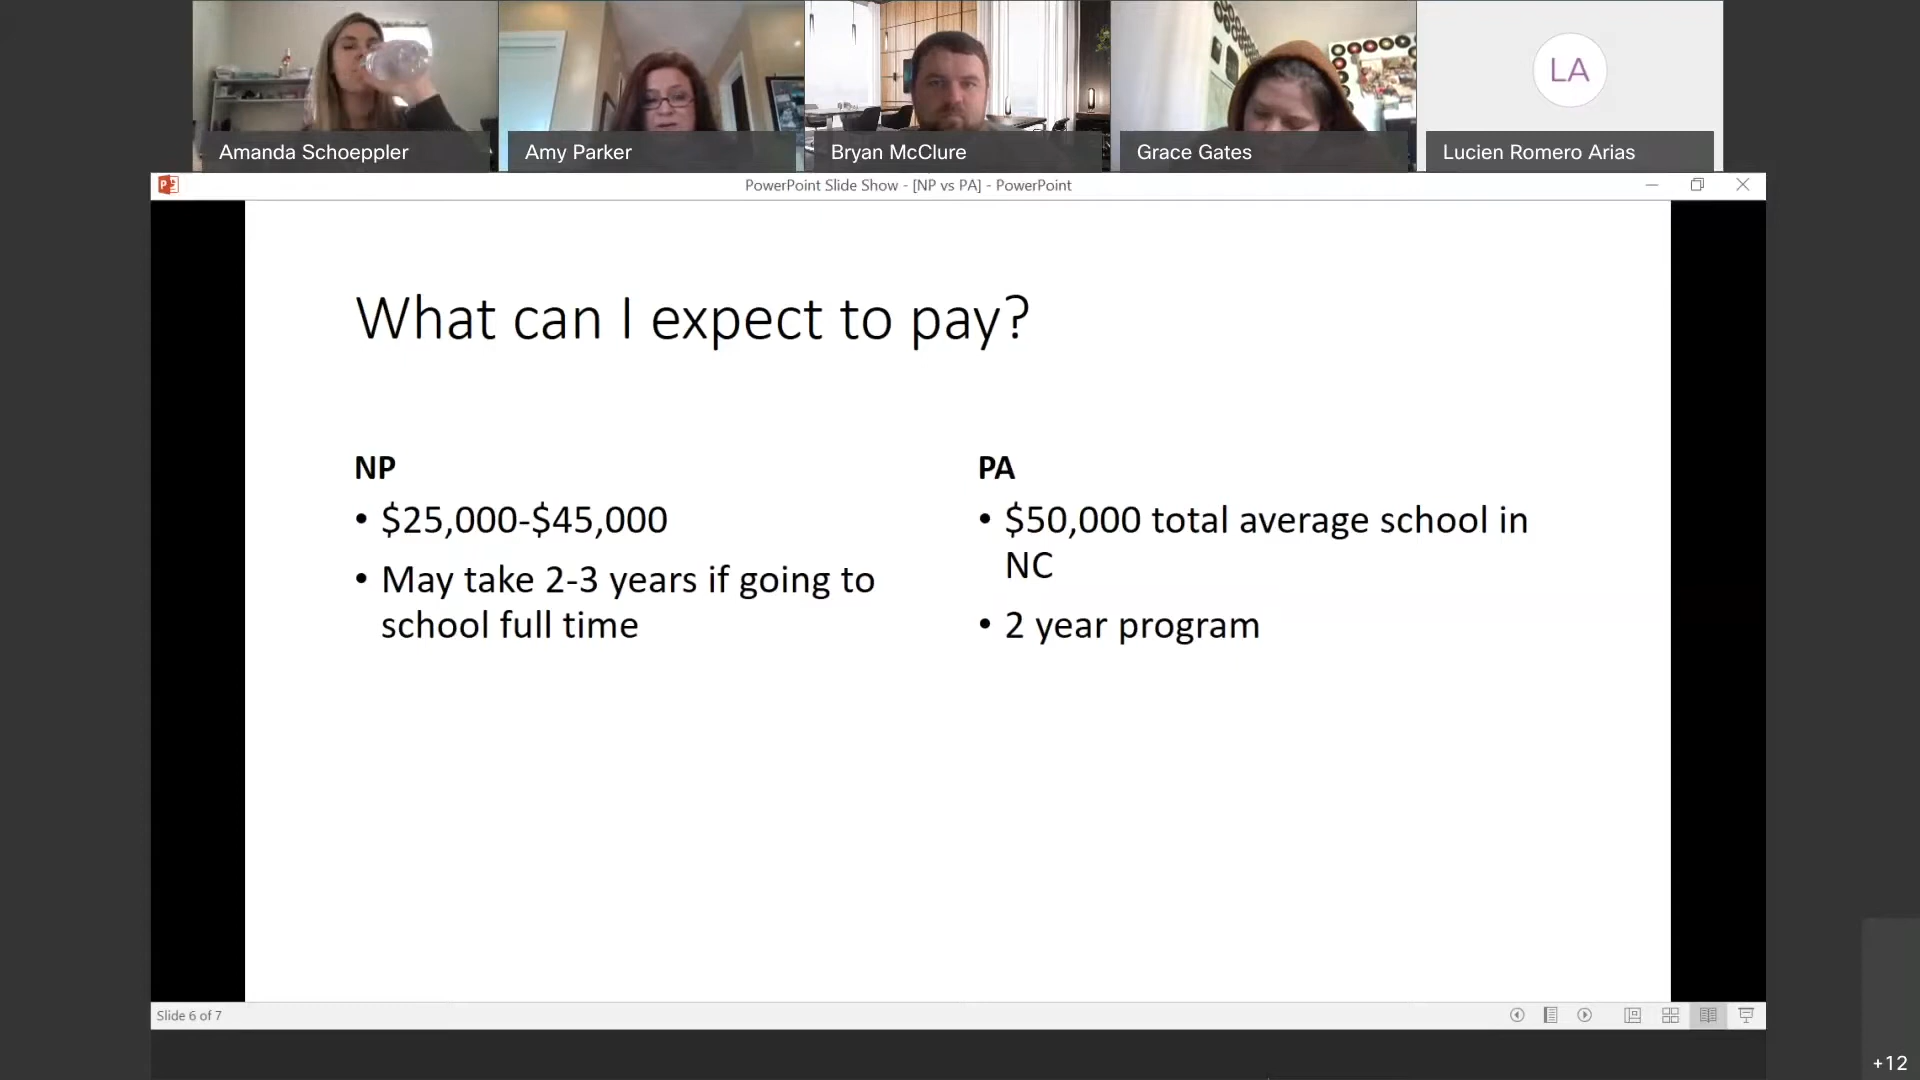 Amanda Schoeppler
Amy Parker
Bryan McClure
Grace Gates
LA
Lucien Romero Arias
PowerPoint Slide Show - [NP vs PA] - PowerPoint
What can I expect to pay?
NP
• $25,000-$45,000
• May take 2-3 years if going to
school full time
PA
• $50,000 total average school in
NC
• 2 year program
Slide 6 of 7
+12